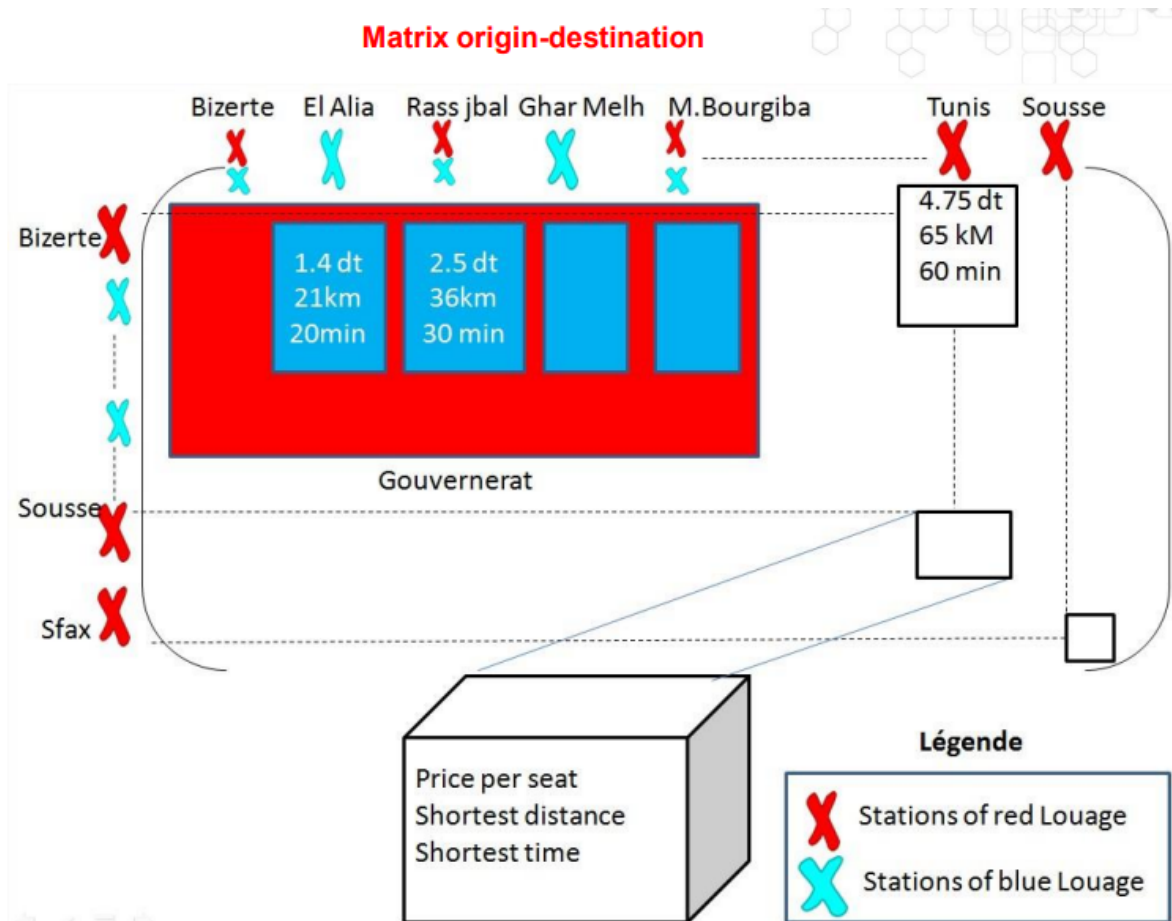 Matrix origin-destination
Bizerte El Alia Rass jbal Ghar Melh M.Bourgiba Tunis Sousse
Bizerte
1.4 dt
21km
20min
2.5 dt
36km
30 min
4.75 dt
65 kM
60 min
Gouvernerat
Sousse
Sfax
Price per seat
Shortest distance
Shortest time
Légende
Stations of red Louage
Stations of blue Louage